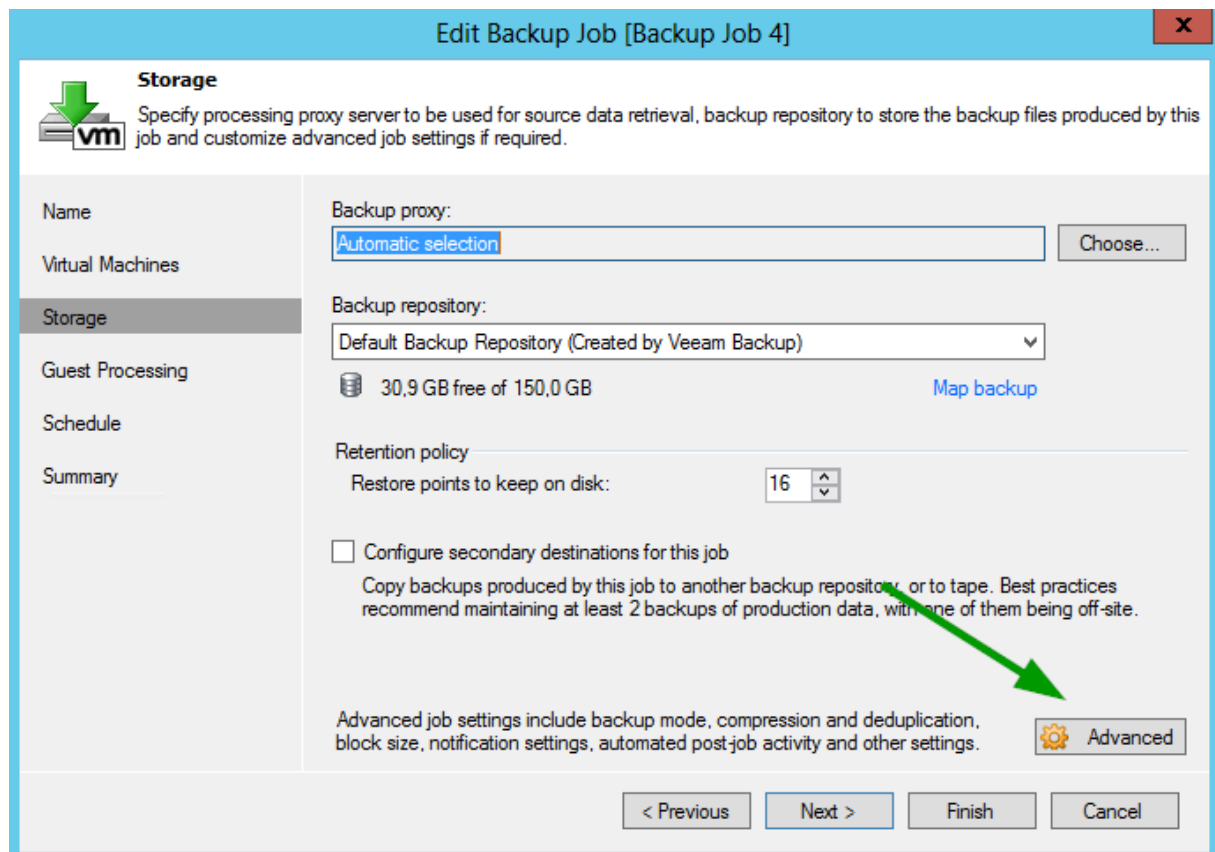 Edit Backup Job [Backup Job 4]
x
Storage
Specify processing proxy server to be used for source data retrieval, backup repository to store the backup files produced by this
job and customize advanced job settings if required.
vm
Name
Virtual Machines
Storage
Guest Processing
Schedule
Summary
Backup proxy:
Automatic selection
Choose...
Backup repository:
Default Backup Repository (Created by Veeam Backup)
30,9 GB free of 150,0 GB
Map backup
Retention policy
Restore points to keep on disk:
16
Configure secondary destinations for this job
Copy backups produced by this job to another backup repository, or to tape. Best practices
recommend maintaining at least 2 backups of production data, with one of them being off-site.
Advanced job settings include backup mode, compression and deduplication,
block size, notification settings, automated post-job activity and other settings.
Advanced
< Previous
Next >
Finish
Cancel